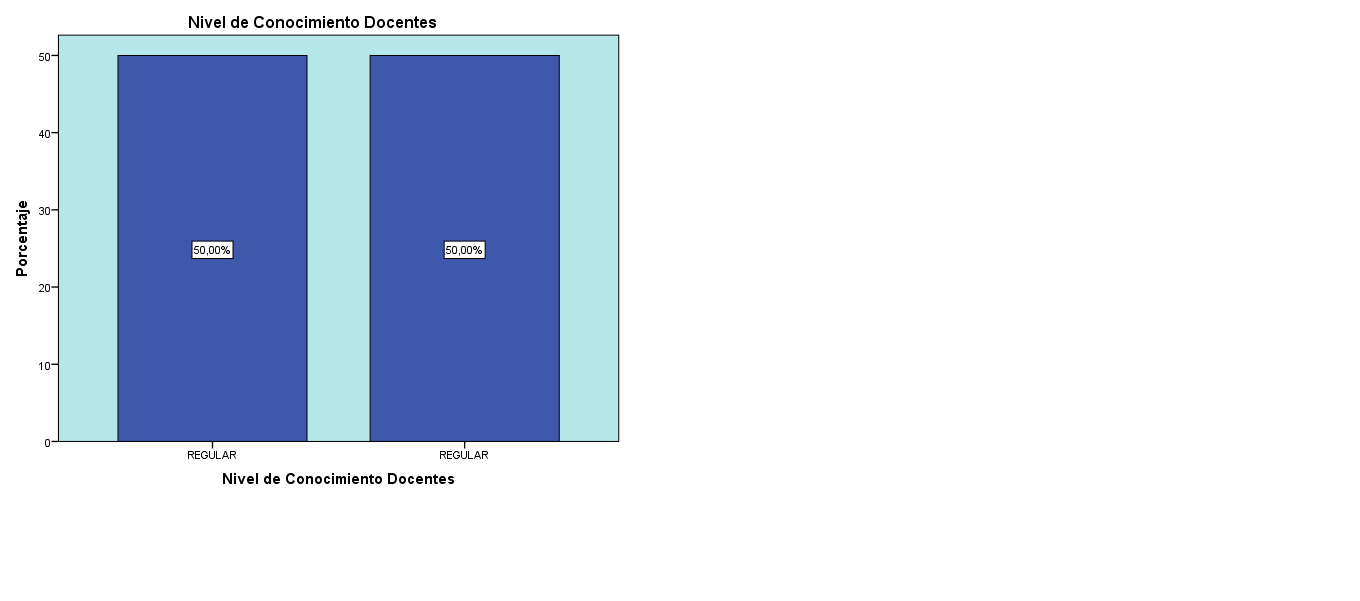 Nivel de Conocimiento Docentes
Porcentaje
50
40
30
20
10
0
50,00%
50,00%
REGULAR
REGULAR
Nivel de Conocimiento Docentes